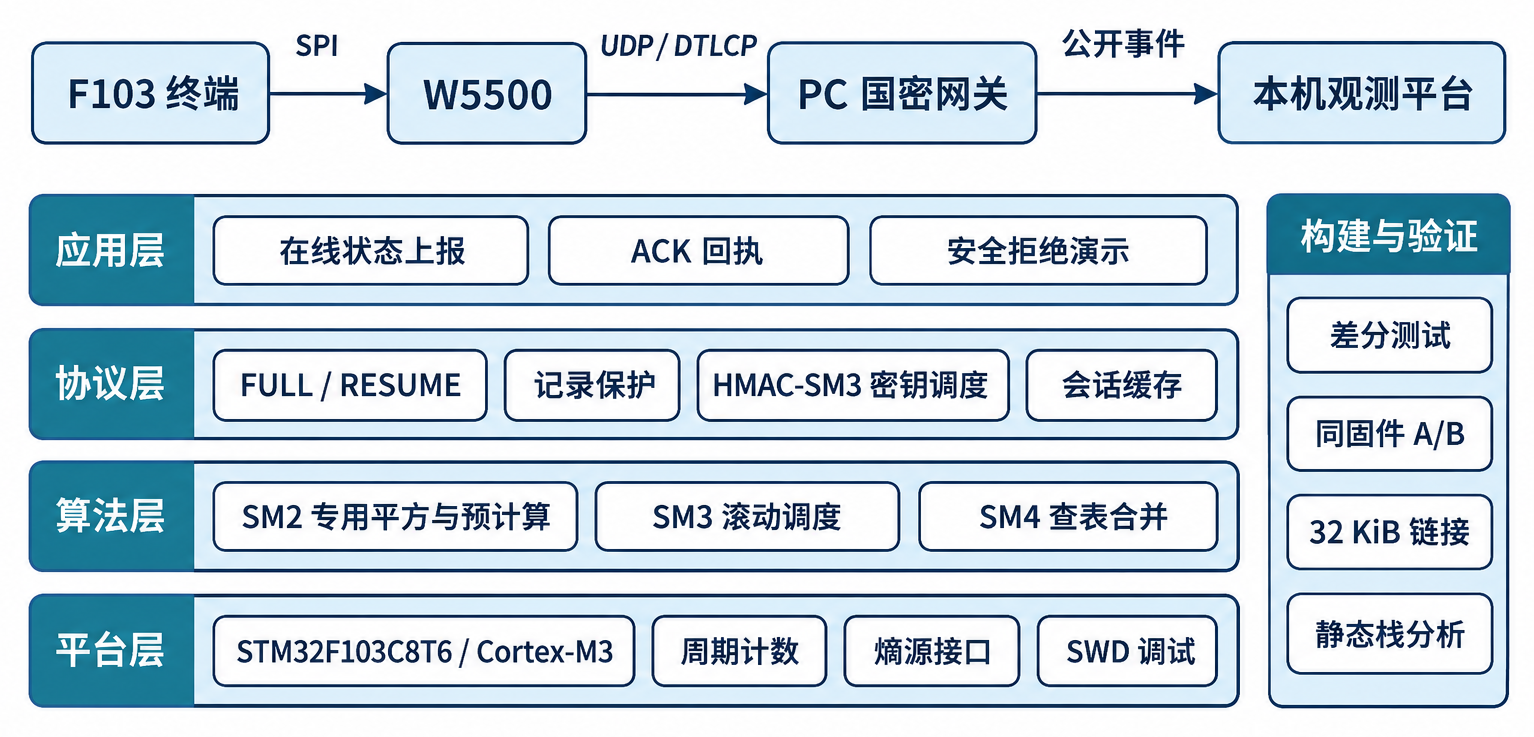 SPI
UDP / DTLCP
公开事件
F103 终端
W5500
PC 国密网关
本机观测平台
应用层
在线状态上报
ACK 回执
安全拒绝演示
协议层
FULL / RESUME
记录保护
HMAC-SM3 密钥调度
会话缓存
算法层
SM2 专用平方与预计算
SM3 滚动调度
SM4 查表合并
平台层
STM32F103C8T6 / Cortex-M3
周期计数
熵源接口
SWD 调试
构建与验证
差分测试
同固件 A/B
32 KiB 链接
静态栈分析